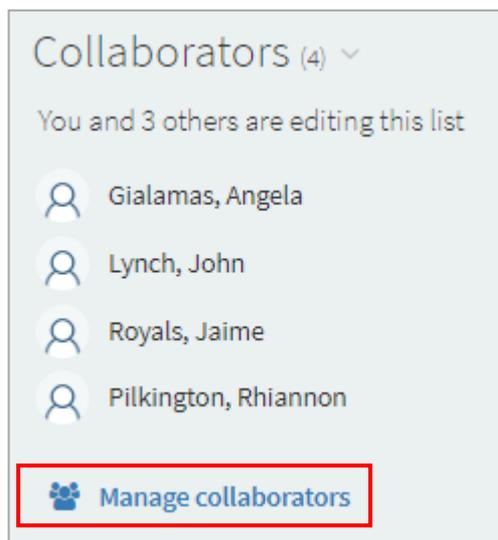 Collaborators (4)
You and 3 others are editing this list
Gialamas, Angela
Lynch, John
Royals, Jaime
Pilkington, Rhiannon
Manage collaborators